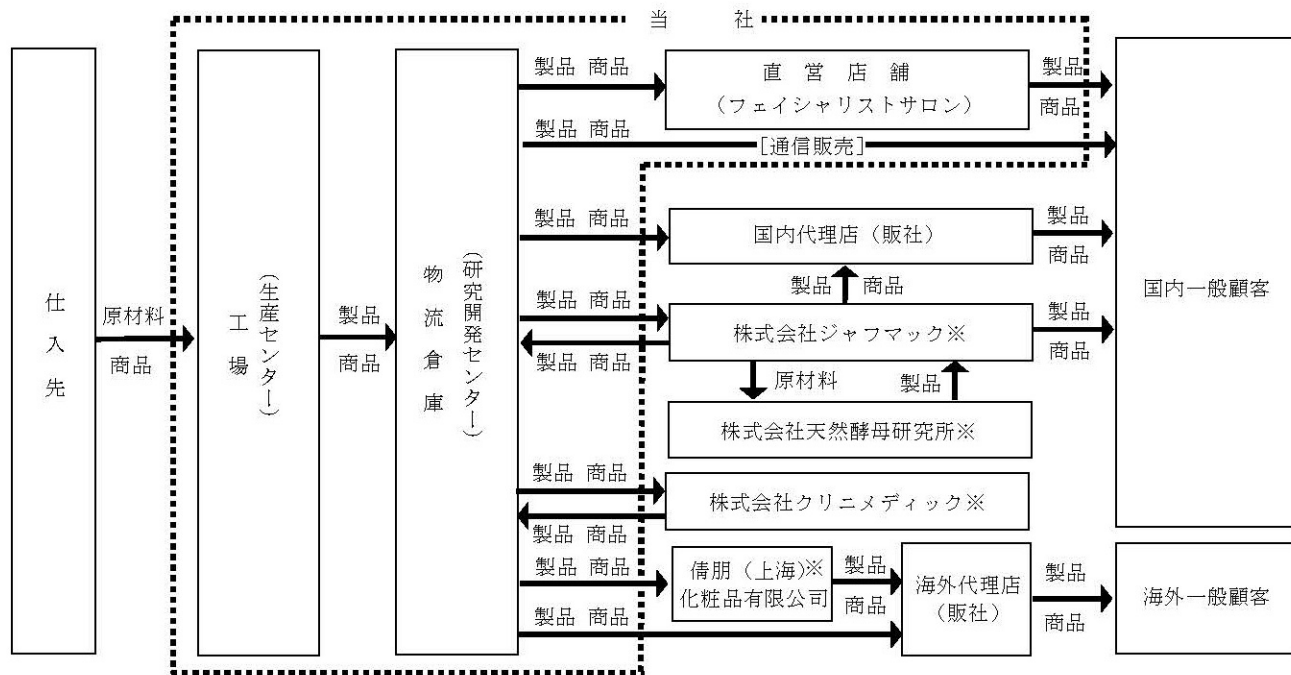 当 社
仕入先
原材料
商品
工場
(生産センター)
製品
商品
物流倉庫
(研究開発センター)
製品 商品
直営店舗
(フェイシャリストサロン)
製品
商品
製品 商品
[通信販売]
製品 商品
国内代理店(販社)
製品
商品
製品 商品
製品 商品
株式会社ジャフマック※
製品
商品
製品 商品
原材料
製品
株式会社天然酵母研究所※
製品 商品
株式会社クリニメディック※
製品 商品
製品 商品
倩朋(上海)※
化粧品有限公司
製品
商品
製品 商品
海外代理店
(販社)
製品
商品
国内一般顧客
海外一般顧客